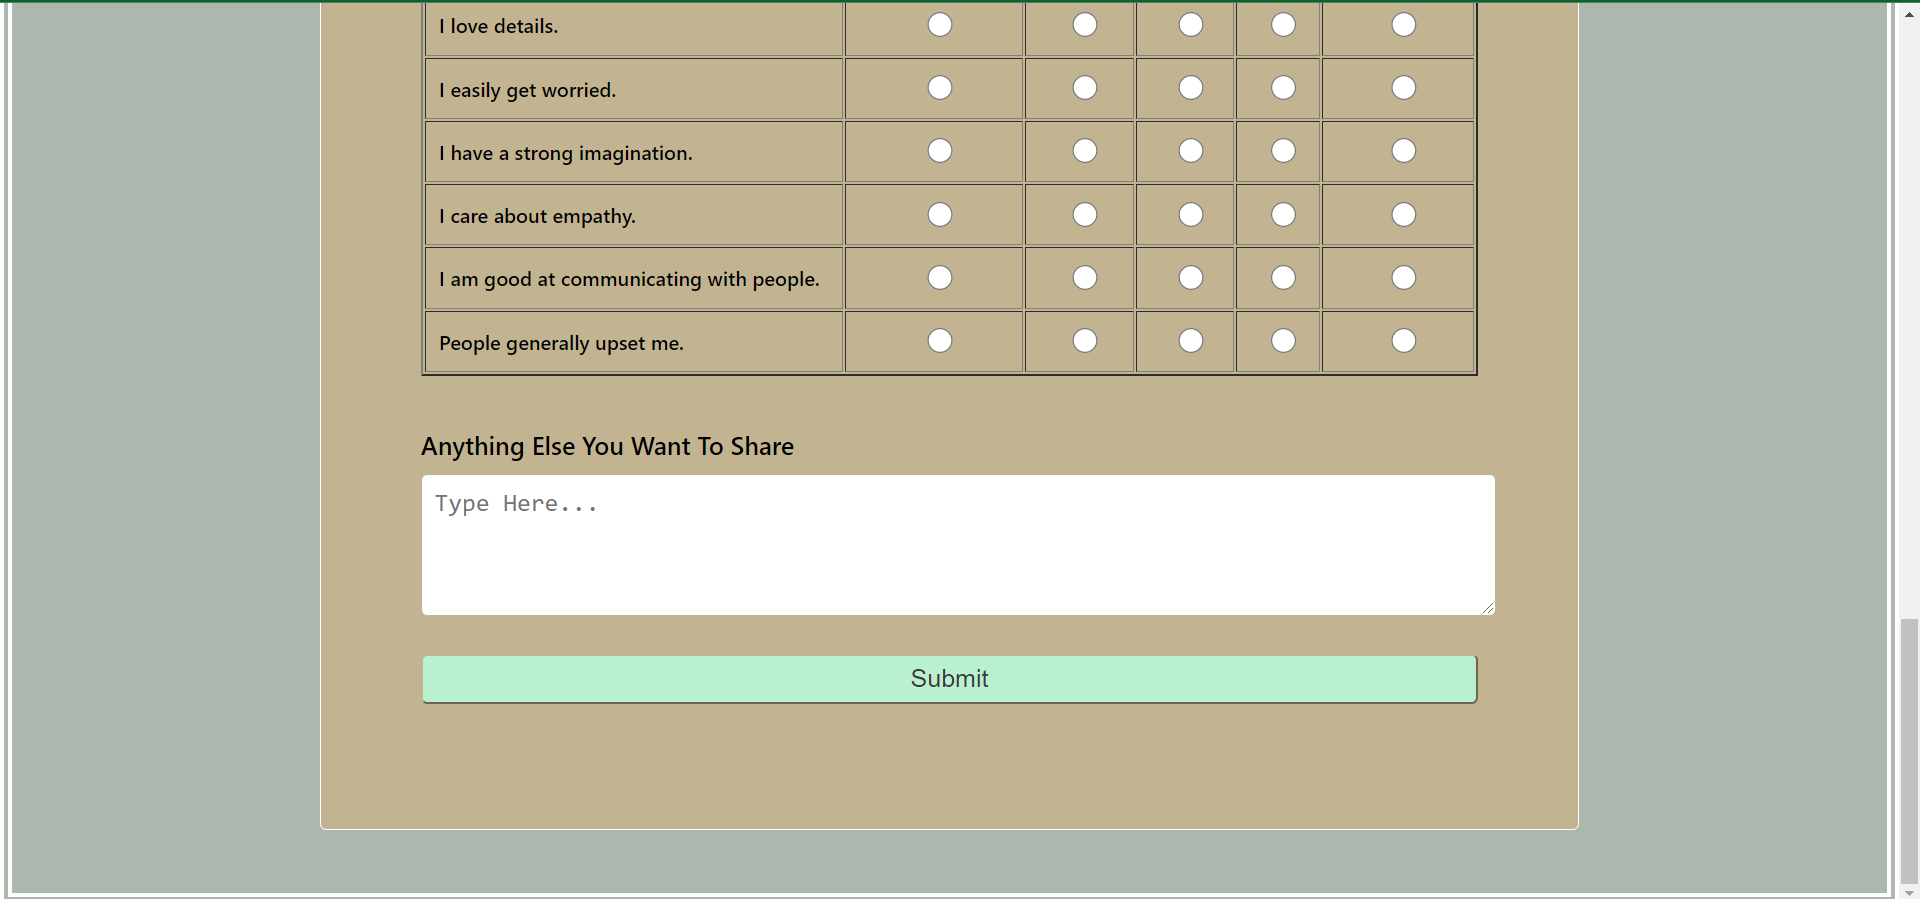 I love details.
I easily get worried.
I have a strong imagination.
I care about empathy.
I am good at communicating with people.
People generally upset me.
Anything Else You Want To Share
Type Here...
Submit